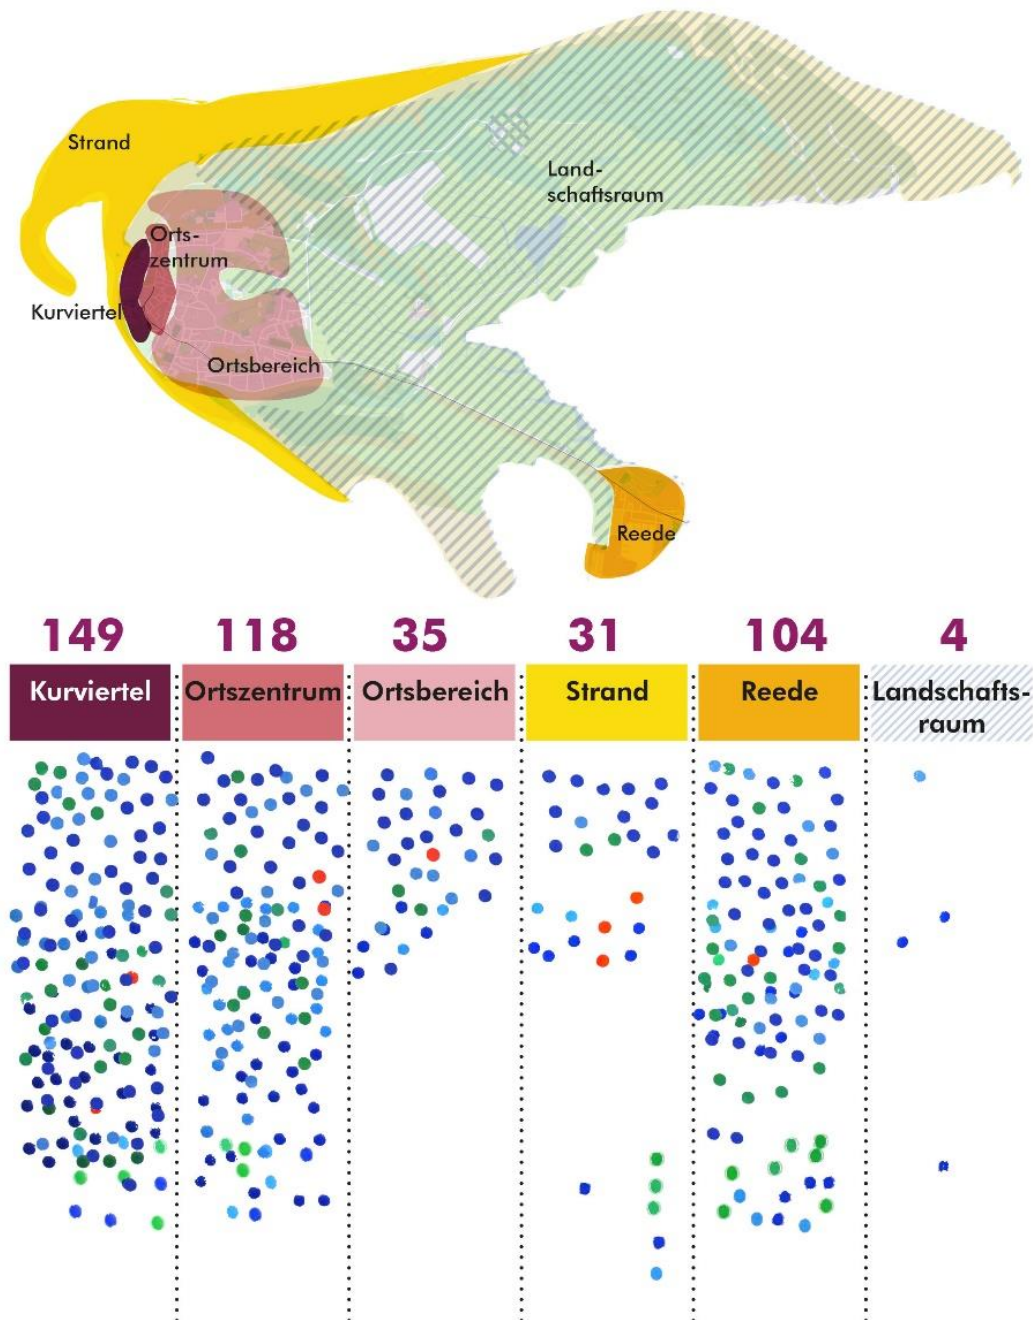 Strand
Land-
schaftsraum
Orts-
zentrum
Kurviertel
Ortsbereich
Reede
149
118
35
31
104
4
Kurviertel
Ortszentrum
Ortsbereich
Strand
Reede
Landschafts-
raum